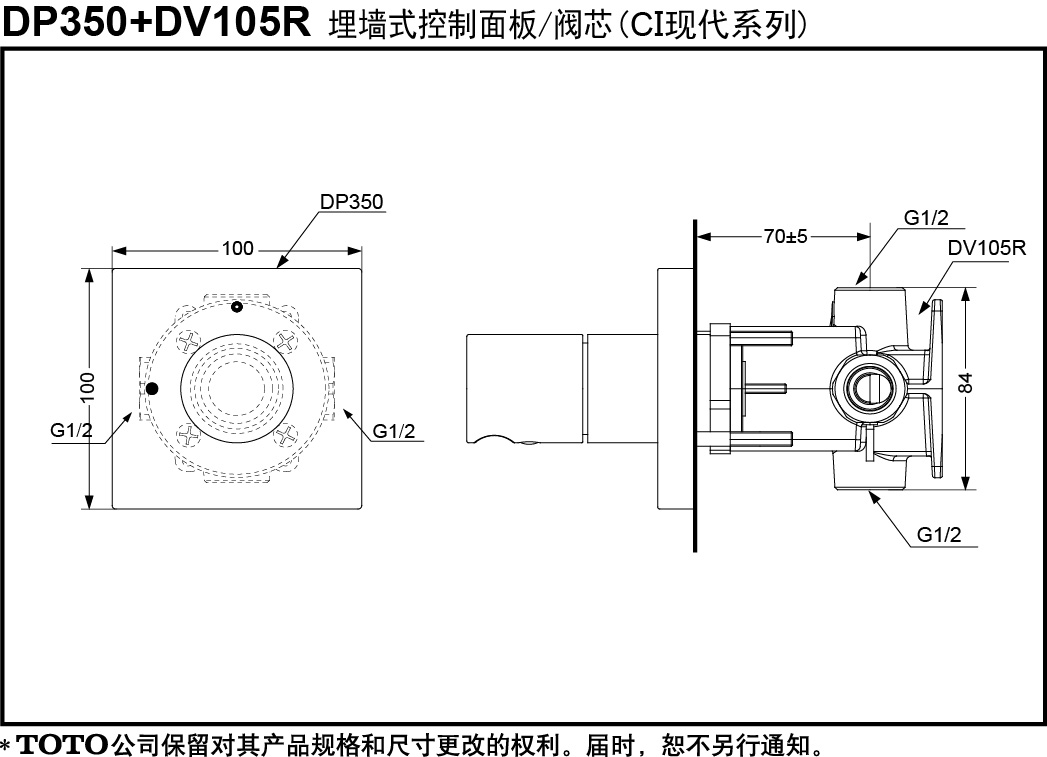 DP350+DV105R 埋墙式控制面板/阀芯(CI现代系列)
DP350
100
100
G1/2
G1/2
70±5
G1/2
DV105R
84
G1/2
*TOTO公司保留对其产品规格和尺寸更改的权利。届时，恕不另行通知。